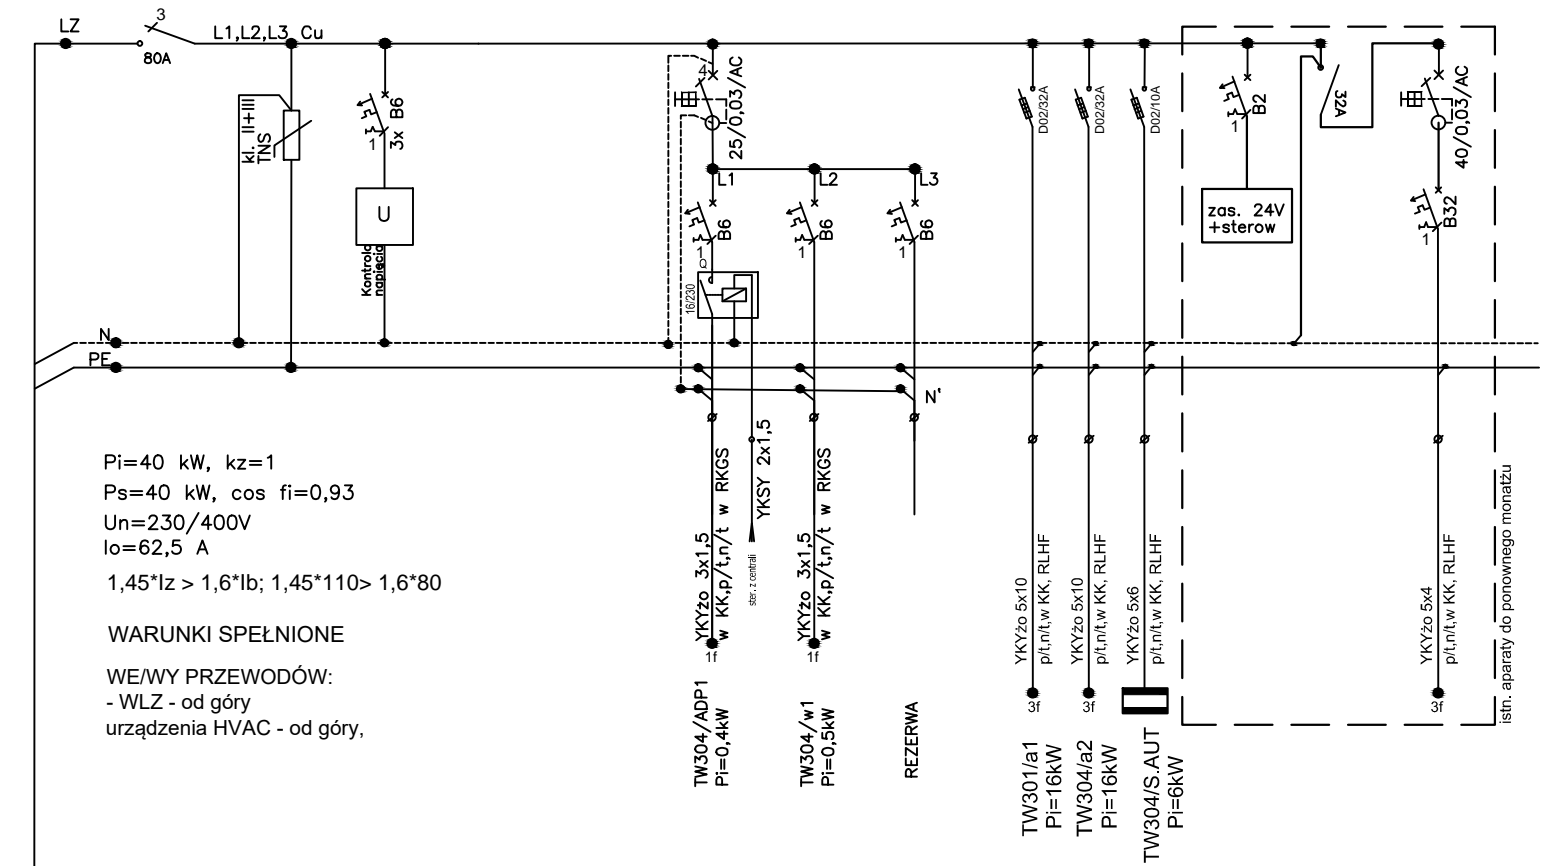 LZ
3
80A
L1,L2,L3 Cu
kl. II+III
TNS
3x B6
1
U
Kontrola
napięcia
4
25/0,03/AC
L1
L2
L3
B6
1
B6
1
B6
1
Q
16/230
D02/32A
D02/32A
D02/10A
B2
1
zas. 24V
+sterow
32A
40/0,03/AC
B32
1
N
PE
N'
Pi=40 kW, kz=1
Ps=40 kW, cos fi=0,93
Un=230/400V
Io=62,5 A
1,45*Iz > 1,6*Ib; 1,45*110> 1,6*80
WARUNKI SPEŁNIONE
WE/WY PRZEWODÓW:
- WLZ - od góry
urządzenia HVAC - od góry,
YKYżo 3x1,5
w KK,p/t,n/t w RKGS
1f
TW304/ADP1
Pi=0,4kW
YKSY 2x1,5
ster. z centrali
YKYżo 3x1,5
w KK,p/t,n/t w RKGS
1f
TW304/w1
Pi=0,5kW
REZERWA
YKYżo 5x10
p/t,n/t,w KK, RLHF
3f
TW301/a1
Pi=16kW
YKYżo 5x10
p/t,n/t,w KK, RLHF
3f
TW304/a2
Pi=16kW
YKYżo 5x6
p/t,n/t,w KK, RLHF
TW304/S.AUT
Pi=6kW
YKYżo 5x4
p/t,n/t,w KK, RLHF
3f
istn. aparaty do ponownego monatżu